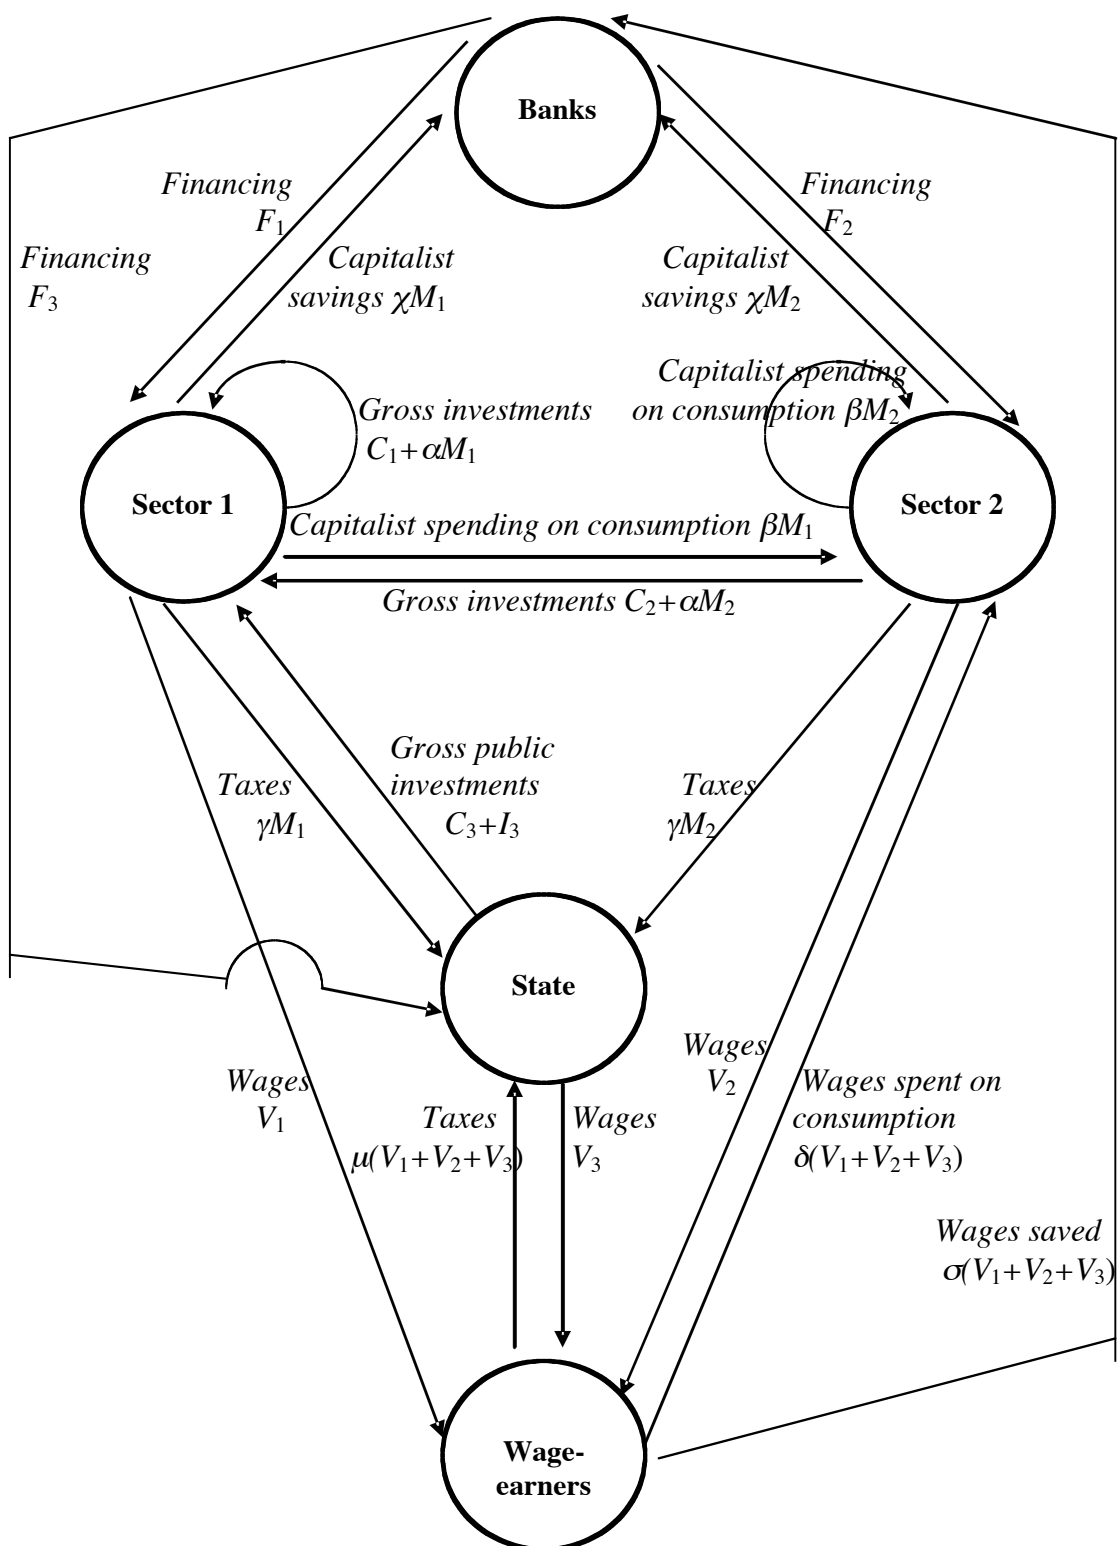 Banks
Financing
F1
Financing
F2
Financing
F3
Capitalist
savings χM1
Capitalist
savings χM2
Capitalist spending
on consumption βM2
Gross investments
C1+αM1
Sector 1
Sector 2
Capitalist spending on consumption βM1
Gross investments C2+αM2
Gross public
investments
C3+I3
Taxes
γM1
Taxes
γM2
State
Wages
V1
Taxes
μ(V1+V2+V3)
Wages
V3
Wages
V2
Wages spent on
consumption
δ(V1+V2+V3)
Wages saved
σ(V1+V2+V3)
Wage-
earners